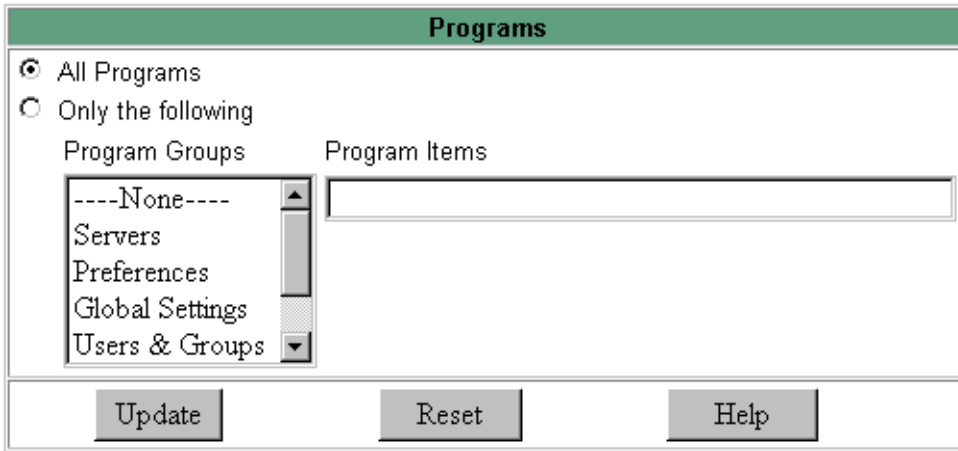 Programs
All Programs
Only the following
Program Groups Program Items
----None----
Servers
Preferences
Global Settings
Users & Groups
Update Reset Help